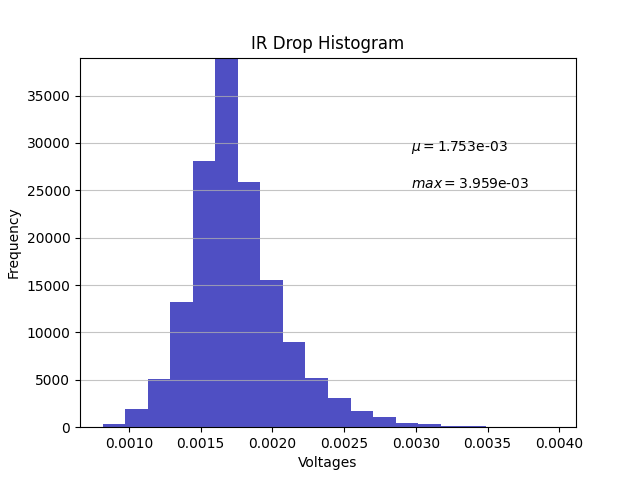 IR Drop Histogram
35000
30000
25000
20000
15000
10000
5000
0
Frequency
μ = 1.753e-03
max = 3.959e-03
0.0010 0.0015 0.0020 0.0025 0.0030 0.0035 0.0040
Voltages